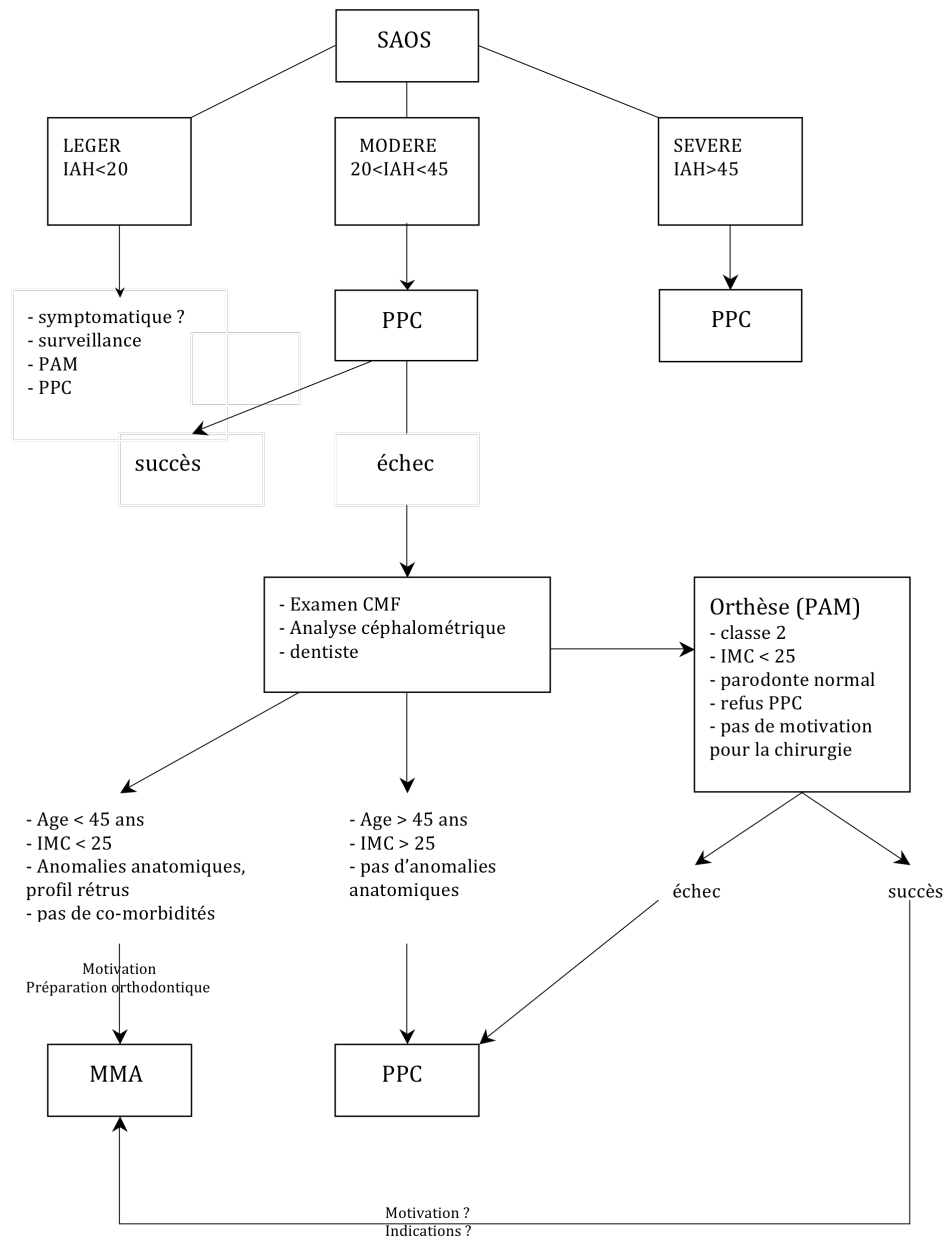 SAOS
LEGER
IAH<20
MODERE
20<IAH<45
SEVERE
IAH>45
- symptomatique ?
- surveillance
- PAM
- PPC
PPC
PPC
succès
échec
- Examen CMF
- Analyse céphalométrique
- dentiste
Orthèse (PAM)
- classe 2
- IMC < 25
- parodonte normal
- refus PPC
- pas de motivation
pour la chirurgie
- Age < 45 ans
- IMC < 25
- Anomalies anatomiques,
profil rétrus
- pas de co-morbidités
- Age > 45 ans
- IMC > 25
- pas d'anomalies
anatomiques
échec
succès
Motivation
Préparation orthodontique
MMA
PPC
Motivation ?
Indications ?